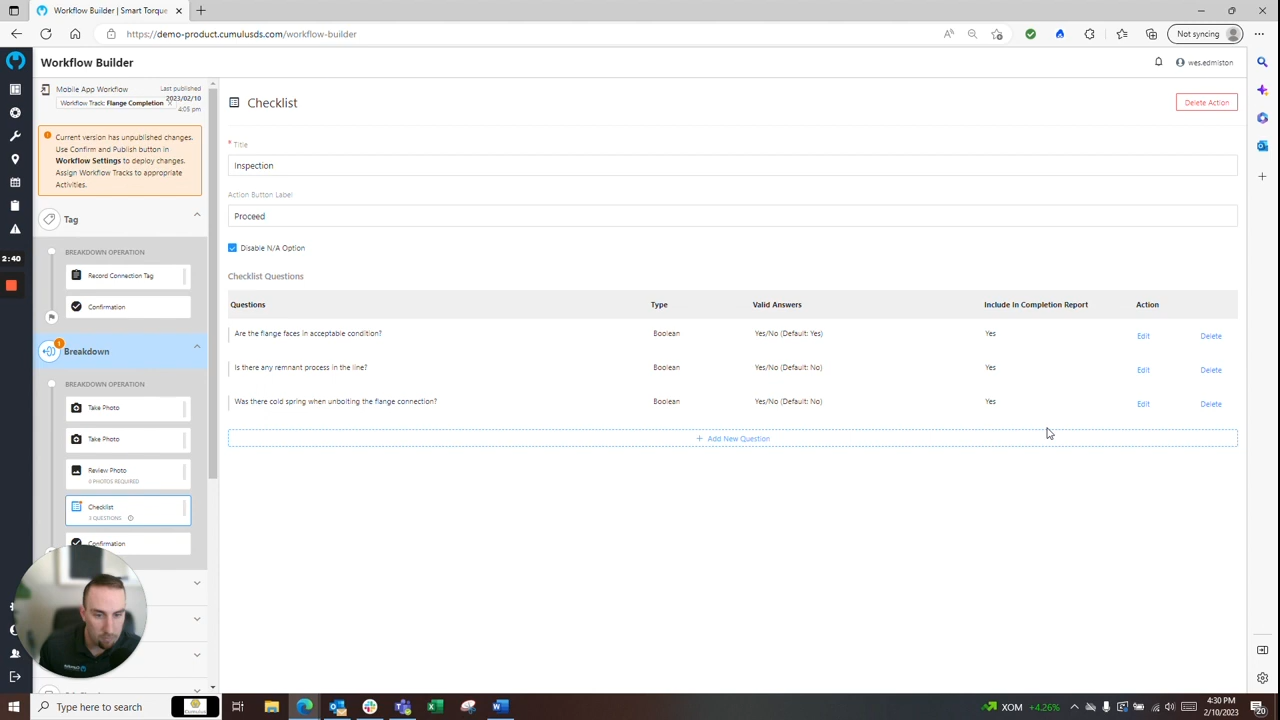 Workflow Builder | Smart Torque
https://demo-product.cumulusds.com/workflow-builder
Not syncing
Workflow Builder
wes.edmiston
Mobile App Workflow
Last published
Workflow Track: Flange Completion
2023/02/10
4:05 pm
Current version has unpublished changes.
Use Confirm and Publish button in
Workflow Settings to deploy changes.
Assign Workflow Tracks to appropriate
Activities.
Tag
BREAKDOWN OPERATION
Record Connection Tag
Confirmation
2:40
1
Breakdown
BREAKDOWN OPERATION
Take Photo
Take Photo
Review Photo
0 PHOTOS REQUIRED
Checklist
3 QUESTIONS
Confirmation
Checklist
Delete Action
* Title
Inspection
Action Button Label
Proceed
Disable N/A Option
Checklist Questions
Questions Type Valid Answers Include In Completion Report Action
Are the flange faces in acceptable condition? Boolean Yes/No (Default: Yes) Yes Edit Delete
Is there any remnant process in the line? Boolean Yes/No (Default: No) Yes Edit Delete
Was there cold spring when unbolting the flange connection? Boolean Yes/No (Default: No) Yes Edit Delete
+ Add New Question
Type here to search
Cumulus
XOM +4.26%
4:30 PM
2/10/2023
20